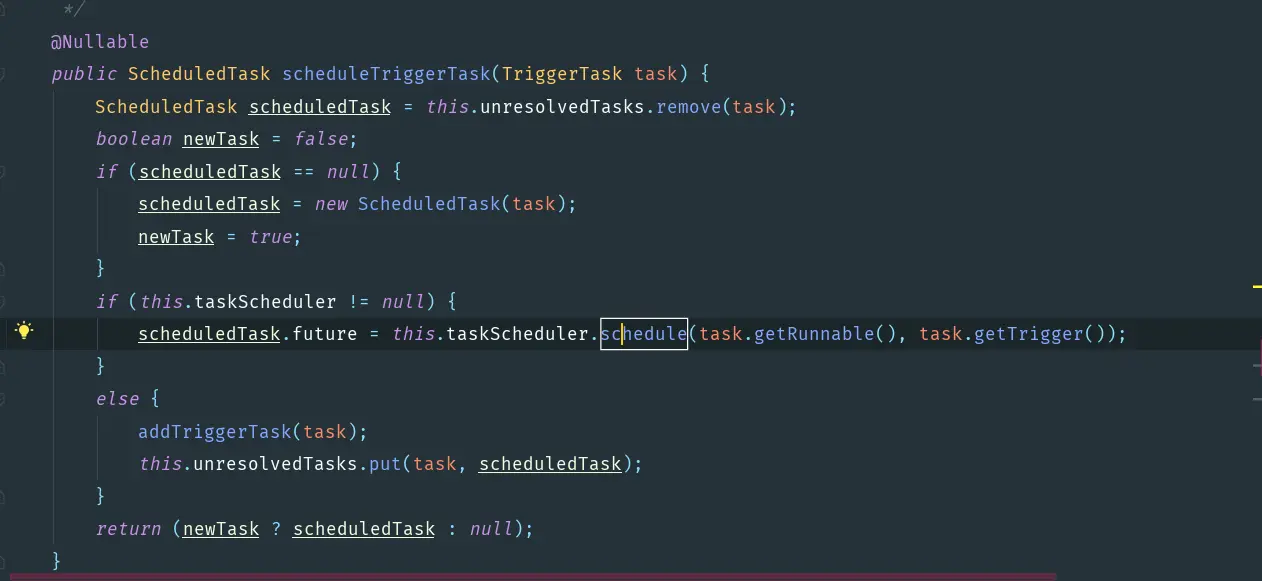 */
@Nullable
public ScheduledTask scheduleTriggerTask(TriggerTask task) {
    ScheduledTask scheduledTask = this.unresolvedTasks.remove(task);
    boolean newTask = false;
    if (scheduledTask == null) {
        scheduledTask = new ScheduledTask(task);
        newTask = true;
    }
    if (this.taskScheduler != null) {
        scheduledTask.future = this.taskScheduler.schedule(task.getRunnable(), task.getTrigger());
    }
    else {
        addTriggerTask(task);
        this.unresolvedTasks.put(task, scheduledTask);
    }
    return (newTask ? scheduledTask : null);
}